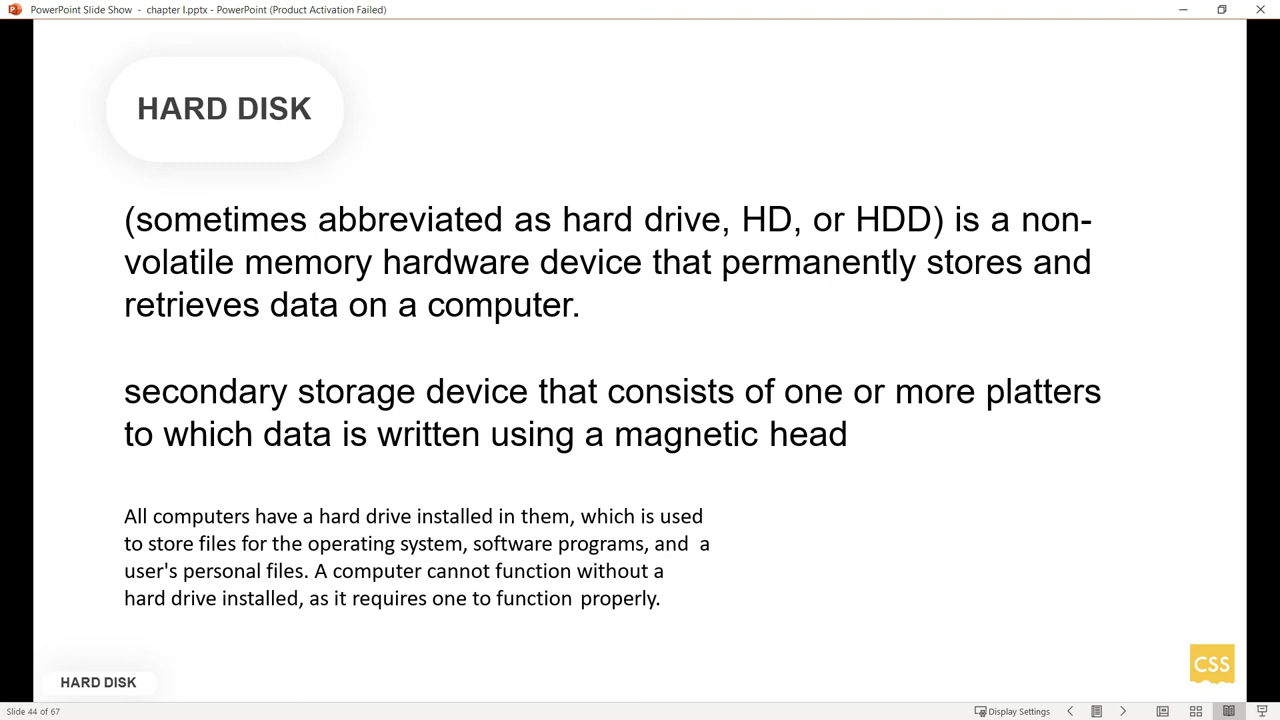 PowerPoint Slide Show - chapter I.pptx - PowerPoint (Product Activation Failed)
HARD DISK
(sometimes abbreviated as hard drive, HD, or HDD) is a non-
volatile memory hardware device that permanently stores and
retrieves data on a computer.
secondary storage device that consists of one or more platters
to which data is written using a magnetic head
All computers have a hard drive installed in them, which is used
to store files for the operating system, software programs, and a
user's personal files. A computer cannot function without a
hard drive installed, as it requires one to function properly.
CSS
HARD DISK
Slide 44 of 67
Display Settings